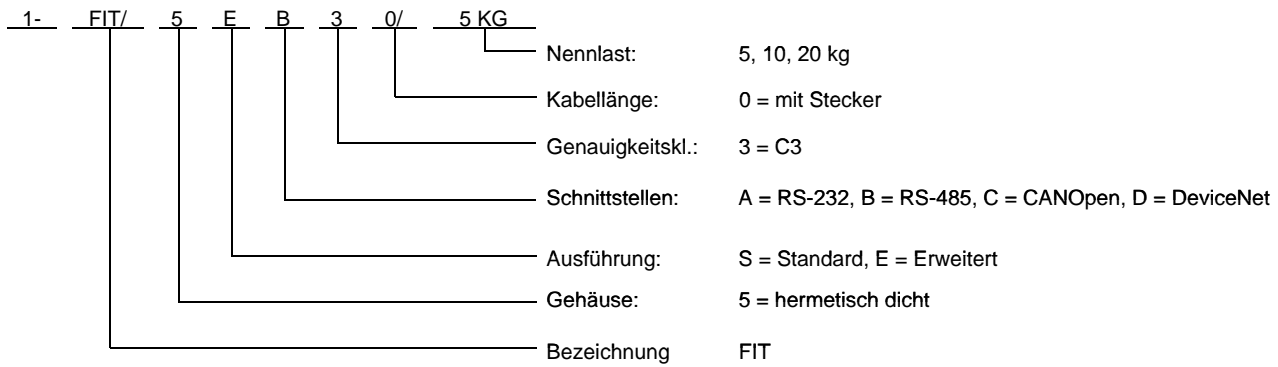 1- FIT/ 5 E B 3 0/ 5 KG
Nennlast: 5, 10, 20 kg
Kabellänge: 0 = mit Stecker
Genauigkeitskl.: 3 = C3
Schnittstellen: A = RS-232, B = RS-485, C = CANOpen, D = DeviceNet
Ausführung: S = Standard, E = Erweitert
Gehäuse: 5 = hermetisch dicht
Bezeichnung FIT